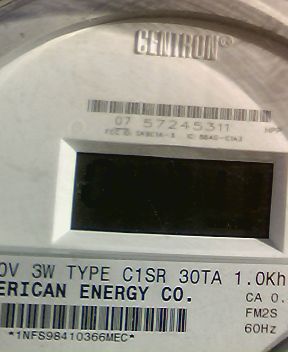 CENTRON®
07 57245311
0V 3W TYPE C1SR 30TA 1.0Kh
ERICAN ENERGY CO.
CA 0.
FM2S
60Hz
*1NFS98410366MEC*